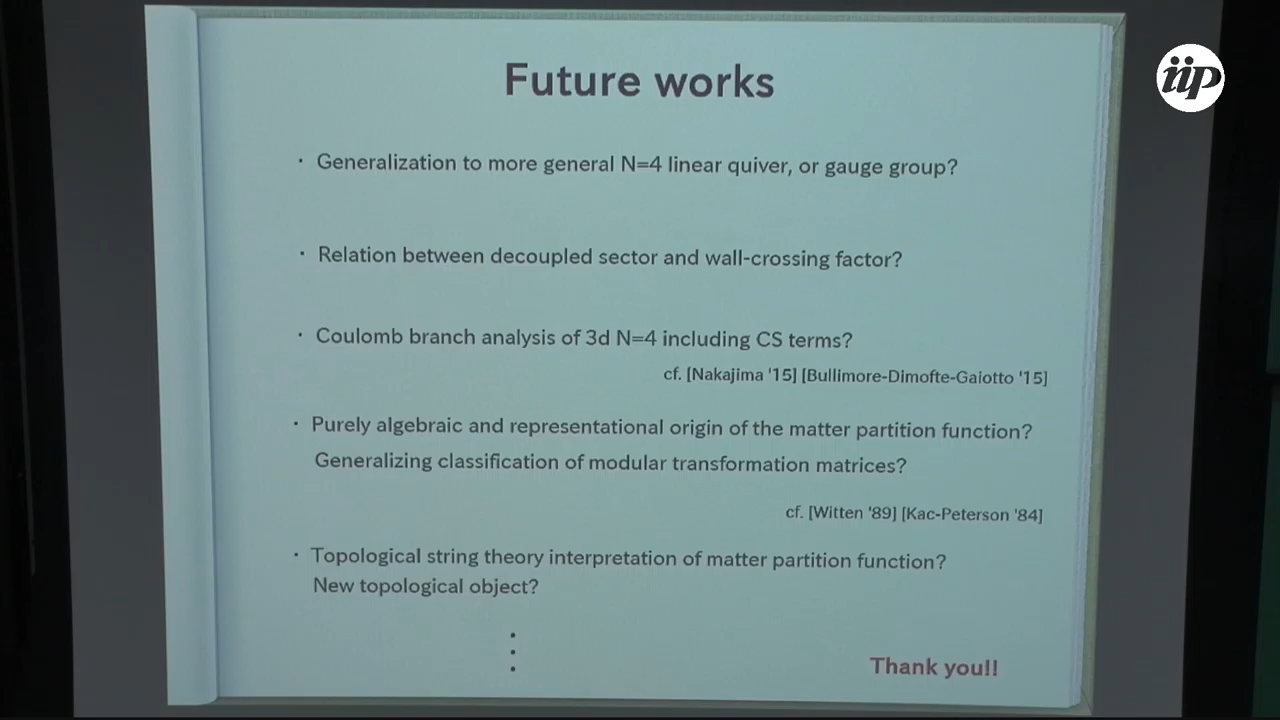 iip
Future works
· Generalization to more general N=4 linear quiver, or gauge group?
· Relation between decoupled sector and wall-crossing factor?
· Coulomb branch analysis of 3d N=4 including CS terms?
cf. [Nakajima '15] [Bullimore-Dimofte-Gaiotto '15]
· Purely algebraic and representational origin of the matter partition function?
Generalizing classification of modular transformation matrices?
cf. [Witten '89] [Kac-Peterson '84]
· Topological string theory interpretation of matter partition function?
New topological object?
⋮
Thank you!!